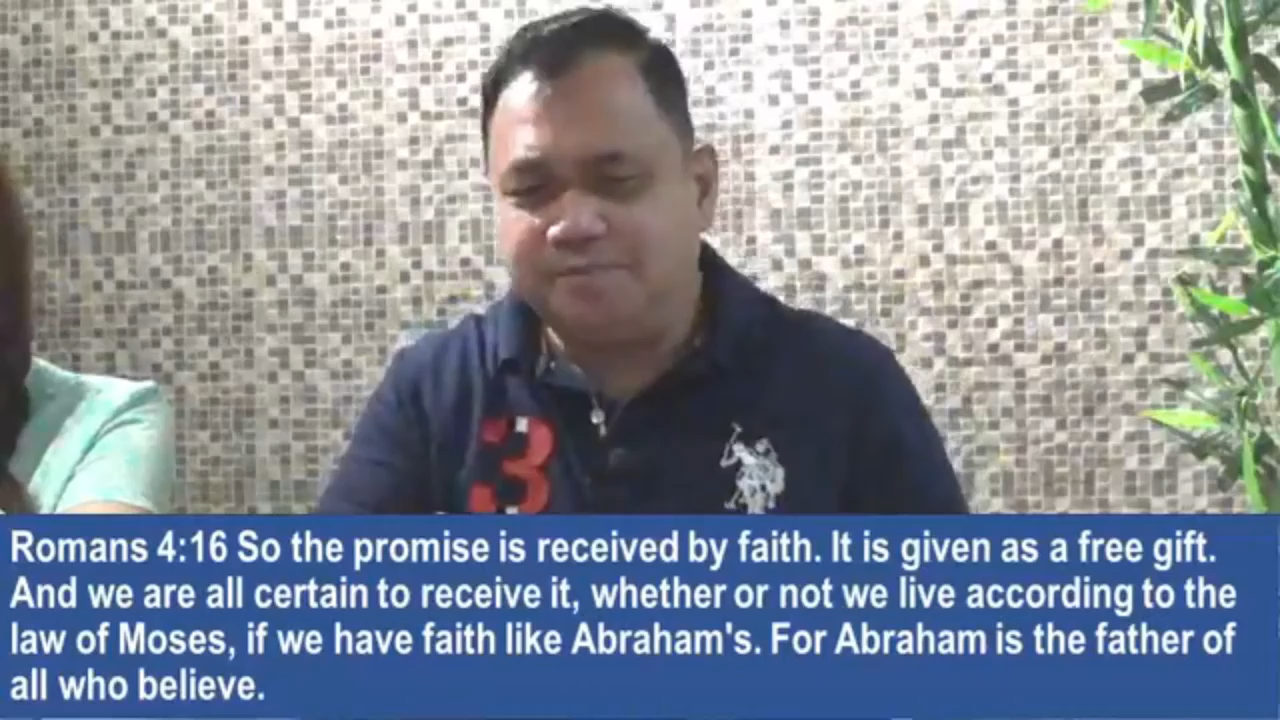 3
Romans 4:16 So the promise is received by faith. It is given as a free gift.
And we are all certain to receive it, whether or not we live according to the
law of Moses, if we have faith like Abraham's. For Abraham is the father of
all who believe.